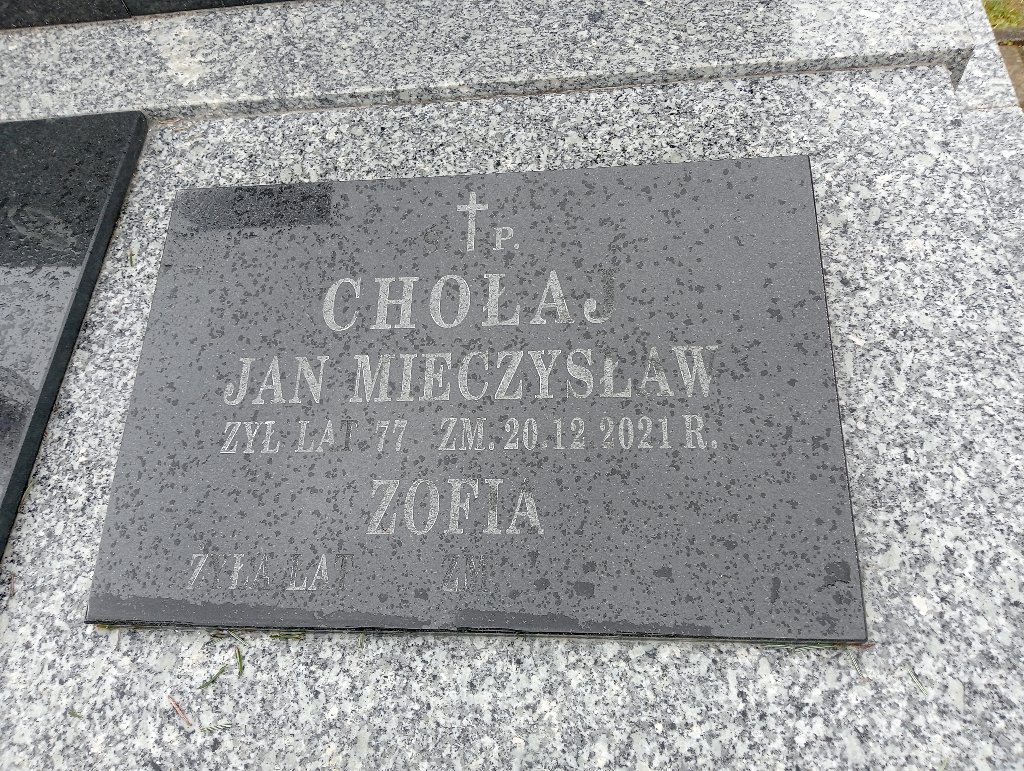 Ś. P.
CHOŁAJ
JAN MIECZYSŁAW
ŻYŁ LAT 77 ZM. 20.12 2021 R.
ZOFIA
ŻYŁA LAT ZM.